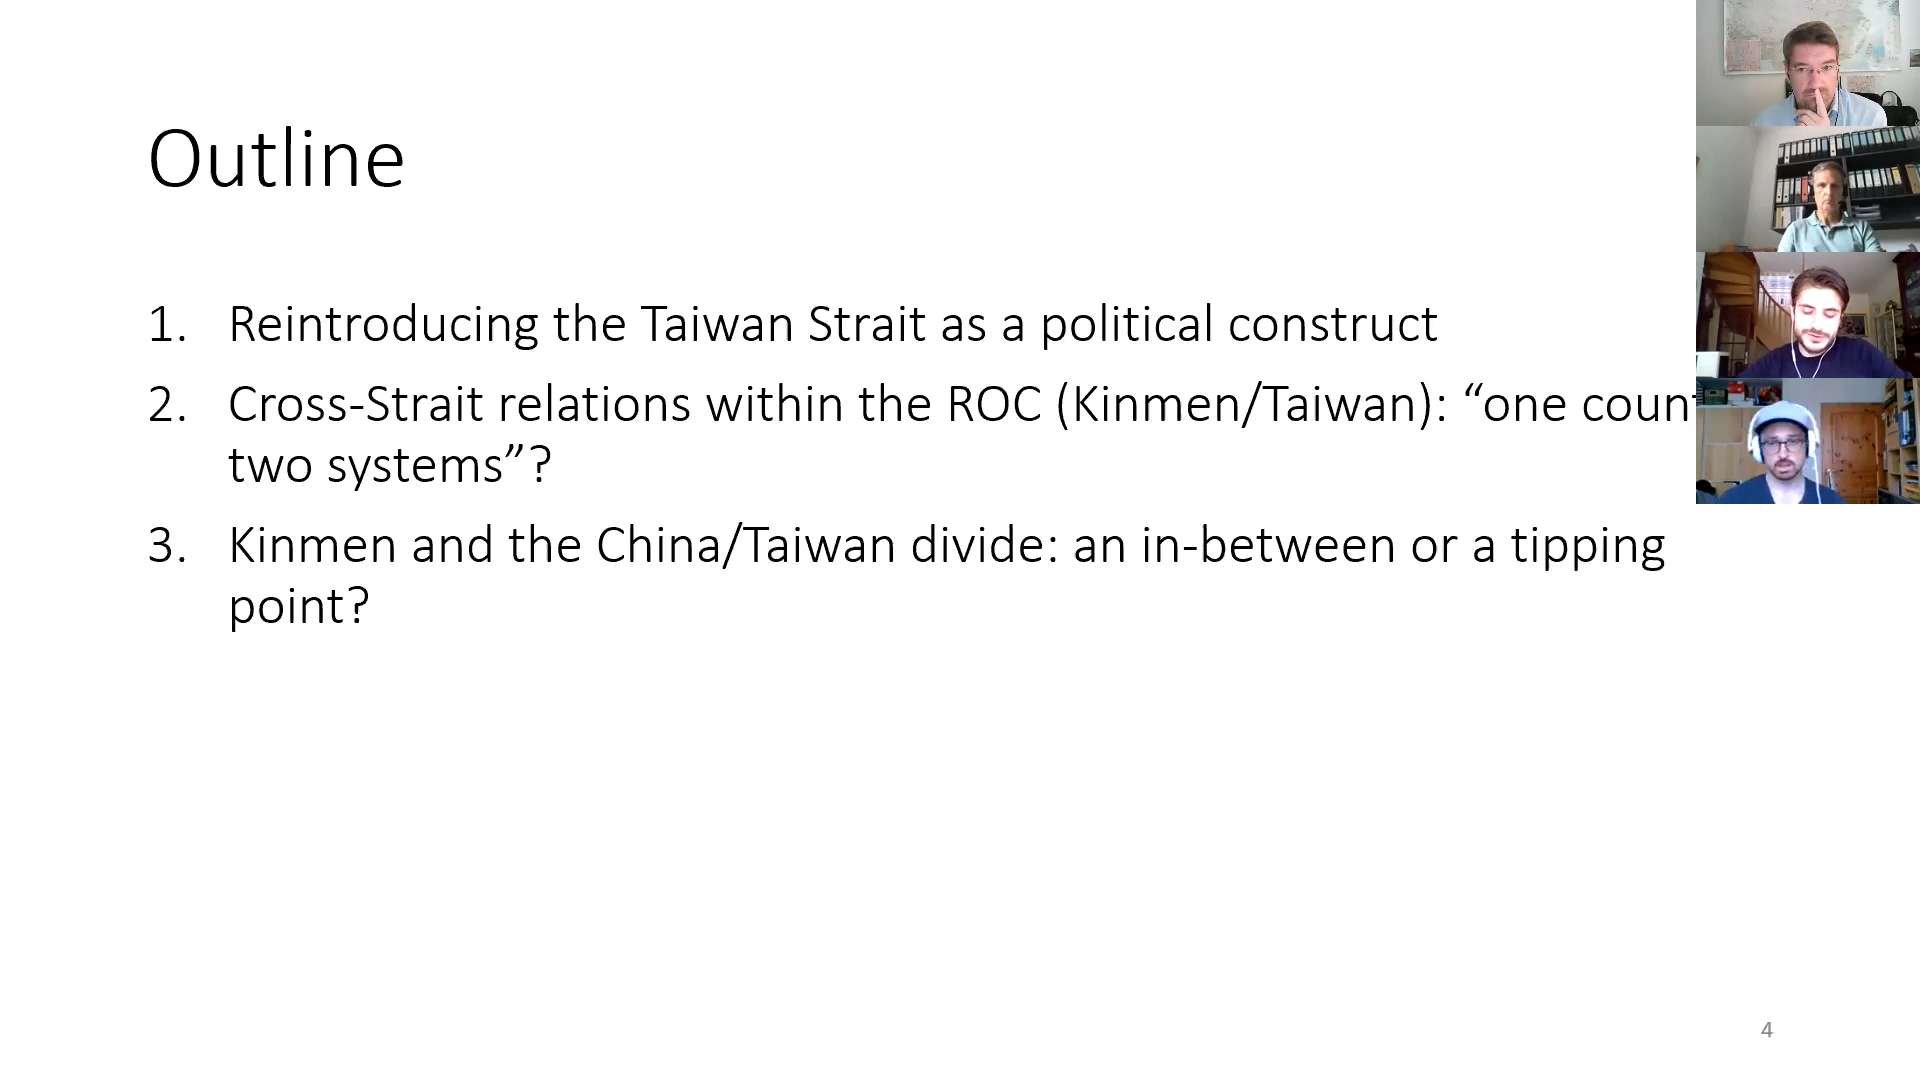 Outline
1. Reintroducing the Taiwan Strait as a political construct
2. Cross-Strait relations within the ROC (Kinmen/Taiwan): “one
two systems”?
3. Kinmen and the China/Taiwan divide: an in-between or a tipping
point?
4